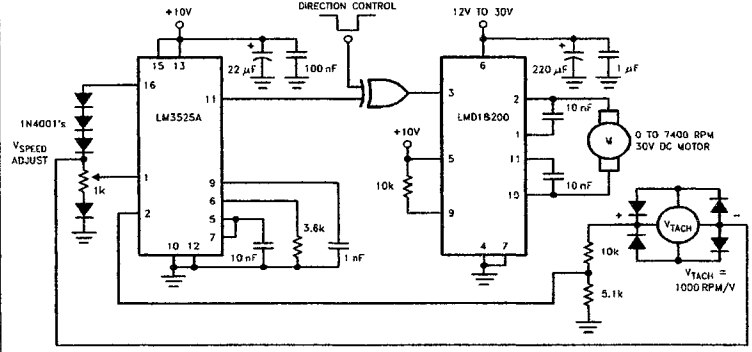 DIRECTION CONTROL
+10V
12V TO 30V
15 13
22 µF
+
100 nF
6
220 µF
+
1 µF
16
11
LM3525A
3
2
LMD18200
10 nF
1
1N4001's
VSPEED
ADJUST
+10V
M
0 TO 7400 RPM
30V DC MOTOR
5
11
10k
10 nF
1k
1
9
10
2
6
9
5
3.6k
7
+
VTACH
-
10 12
10 nF
1 nF
4 7
10k
VTACH =
1000 RPM/V
5.1k